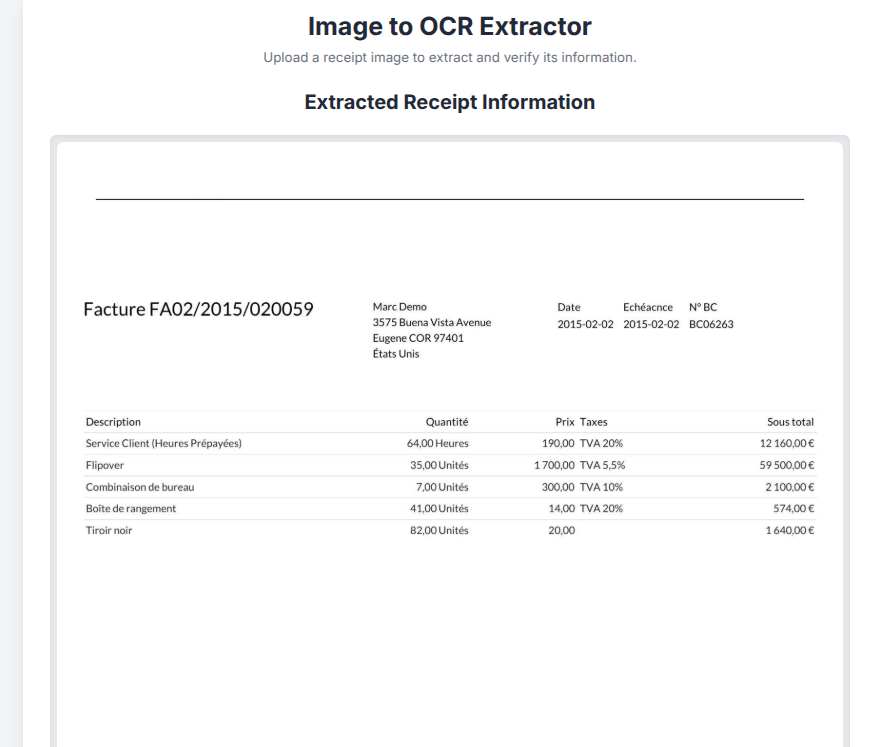 Image to OCR Extractor
Upload a receipt image to extract and verify its information.
Extracted Receipt Information
Facture FA02/2015/020059
Marc Demo
3575 Buena Vista Avenue
Eugene COR 97401
États Unis
Date Echéacnce N° BC
2015-02-02 2015-02-02 BC06263
Description Quantité Prix Taxes Sous total
Service Client (Heures Prépayées) 64,00 Heures 190,00 TVA 20% 12 160,00 €
Flipover 35,00 Unités 1 700,00 TVA 5,5% 59 500,00 €
Combinaison de bureau 7,00 Unités 300,00 TVA 10% 2 100,00 €
Boîte de rangement 41,00 Unités 14,00 TVA 20% 574,00 €
Tiroir noir 82,00 Unités 20,00 1 640,00 €